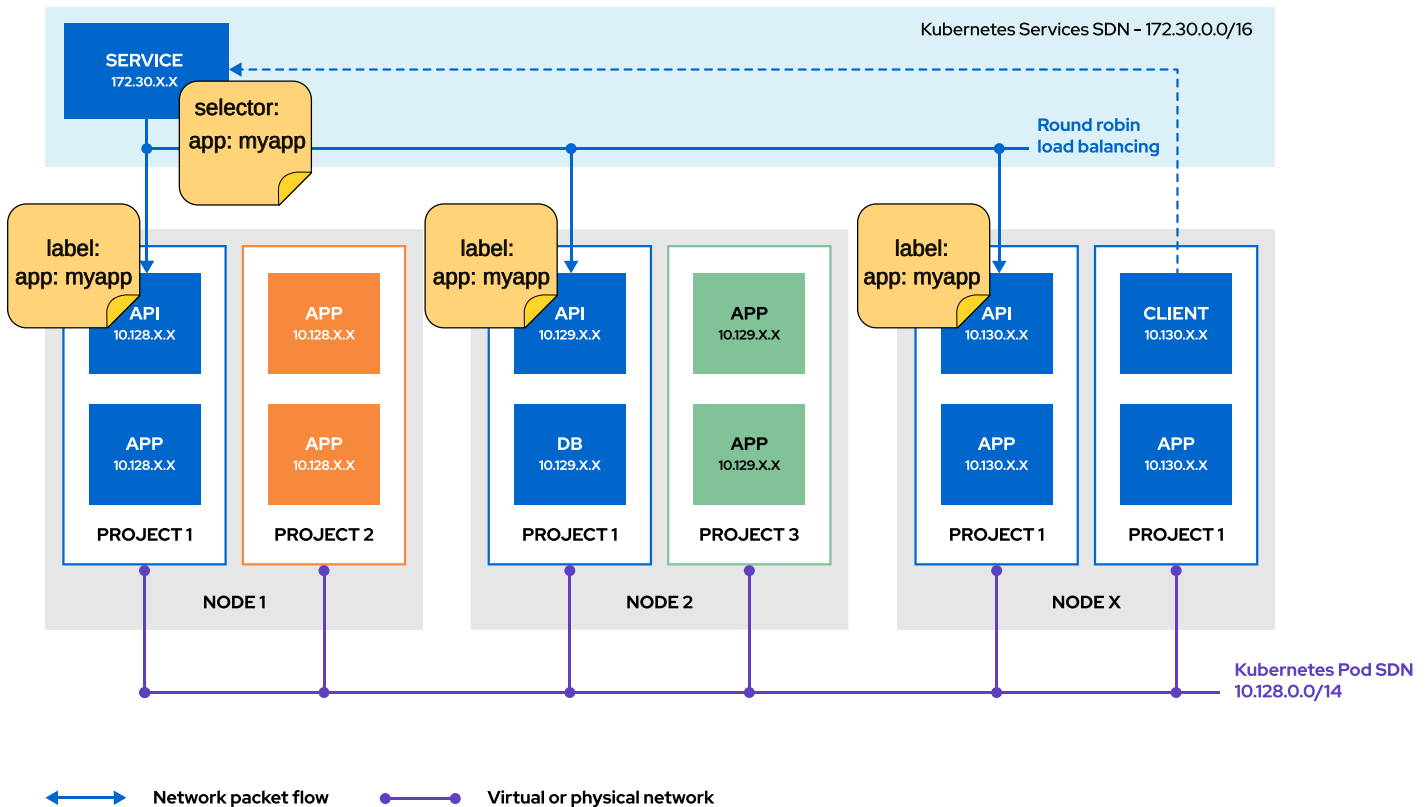 Kubernetes Services SDN - 172.30.0.0/16
SERVICE
172.30.X.X
selector:
app: myapp
Round robin
load balancing
label:
app: myapp
label:
app: myapp
label:
app: myapp
API
10.128.X.X
APP
10.128.X.X
API
10.129.X.X
APP
10.129.X.X
API
10.130.X.X
CLIENT
10.130.X.X
APP
10.128.X.X
APP
10.128.X.X
DB
10.129.X.X
APP
10.129.X.X
APP
10.130.X.X
APP
10.130.X.X
PROJECT 1
PROJECT 2
PROJECT 1
PROJECT 3
PROJECT 1
PROJECT 1
NODE 1
NODE 2
NODE X
Kubernetes Pod SDN
10.128.0.0/14
Network packet flow
Virtual or physical network